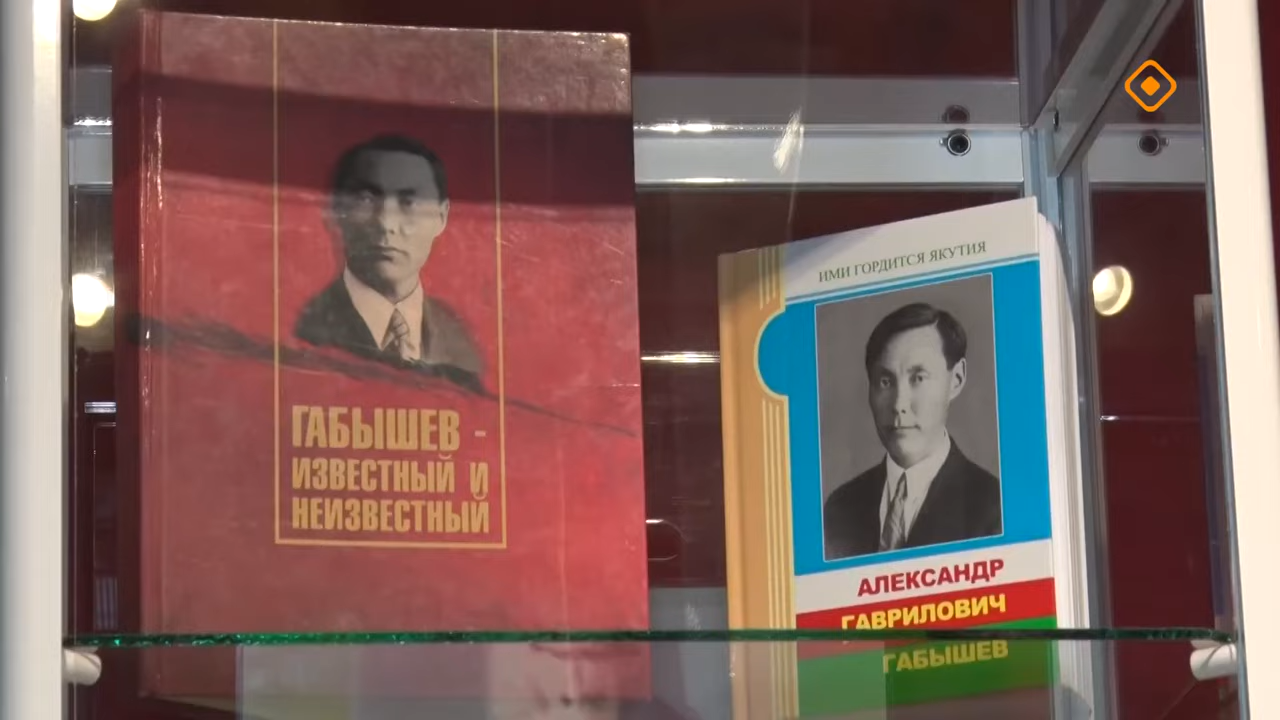 ГАБЫШЕВ -
ИЗВЕСТНЫЙ И
НЕИЗВЕСТНЫЙ
ИМИ ГОРДИТСЯ ЯКУТИЯ
АЛЕКСАНДР
ГАВРИЛОВИЧ
ГАБЫШЕВ